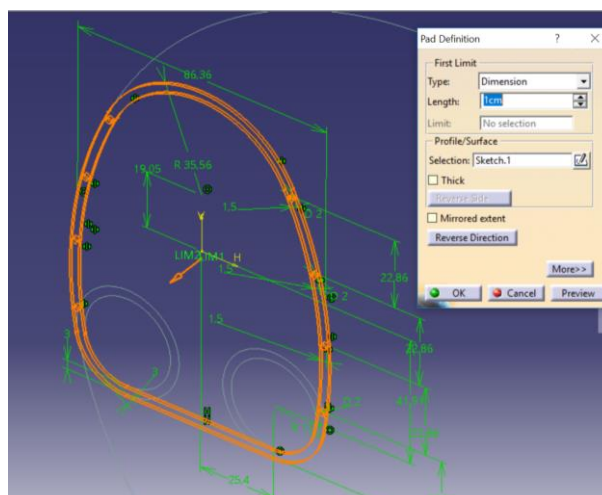 Pad Definition ? ×
First Limit
Type: Dimension
Length: 1cm
Limit: No selection
Profile/Surface
Selection: Sketch.1
Thick
Reverse Side
Mirrored extent
Reverse Direction
More>>
OK Cancel Preview
86,36
R 35,56
19,05
1,5
D 2
V
H
LIM2
LIM1
1,5
22,86
D 2
1,5
22,86
3
3
D 2
25,4